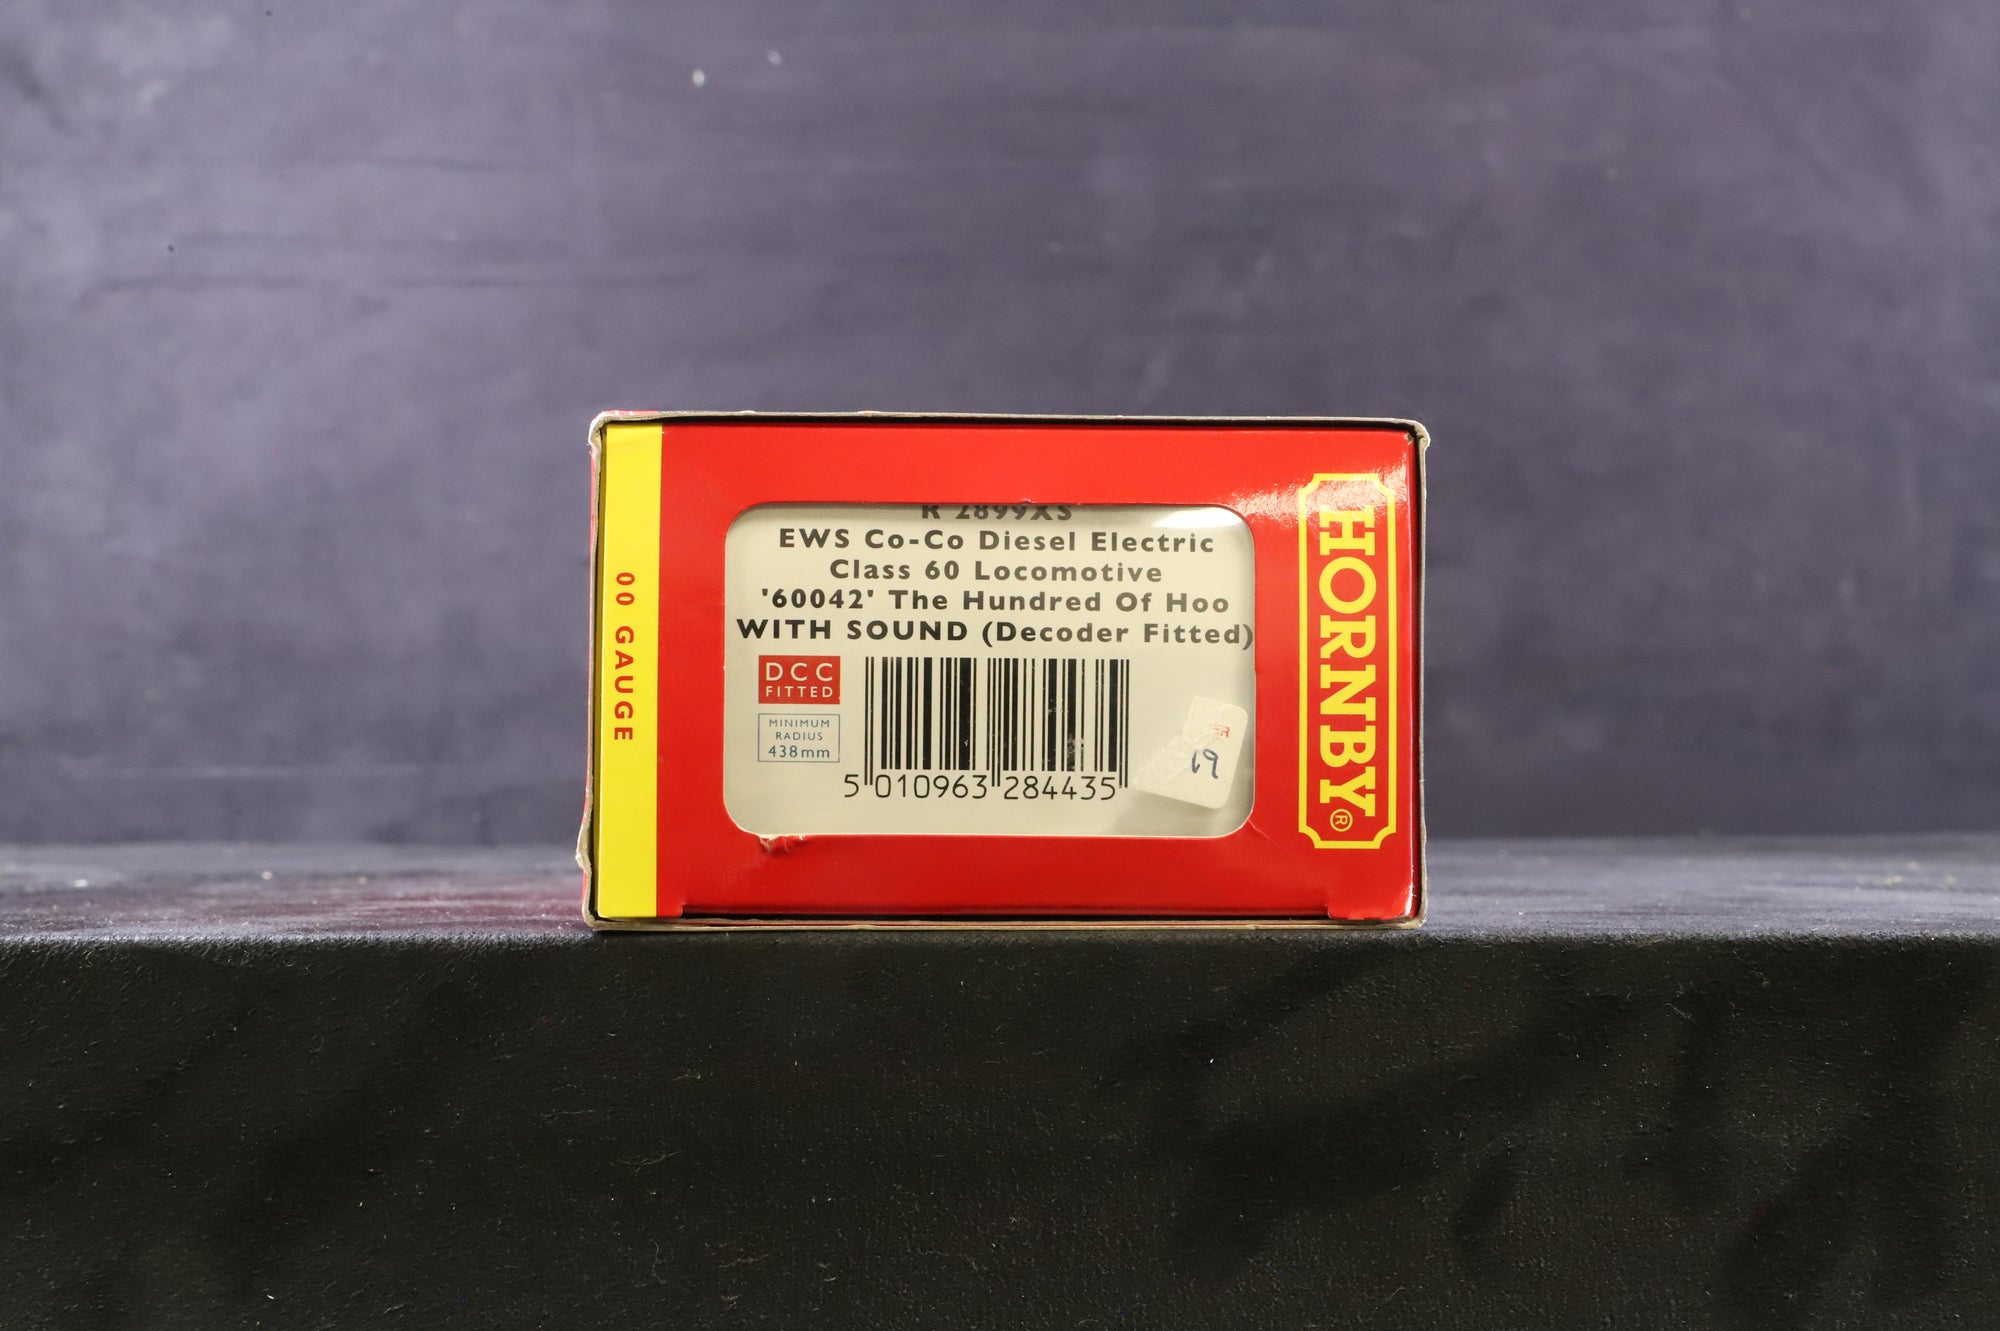 R 2899XS
EWS Co-Co Diesel Electric
Class 60 Locomotive
'60042' The Hundred Of Hoo
WITH SOUND (Decoder Fitted)
DCC
FITTED
MINIMUM
RADIUS
438mm
5 010963 284435
19
00 GAUGE
HORNBY®